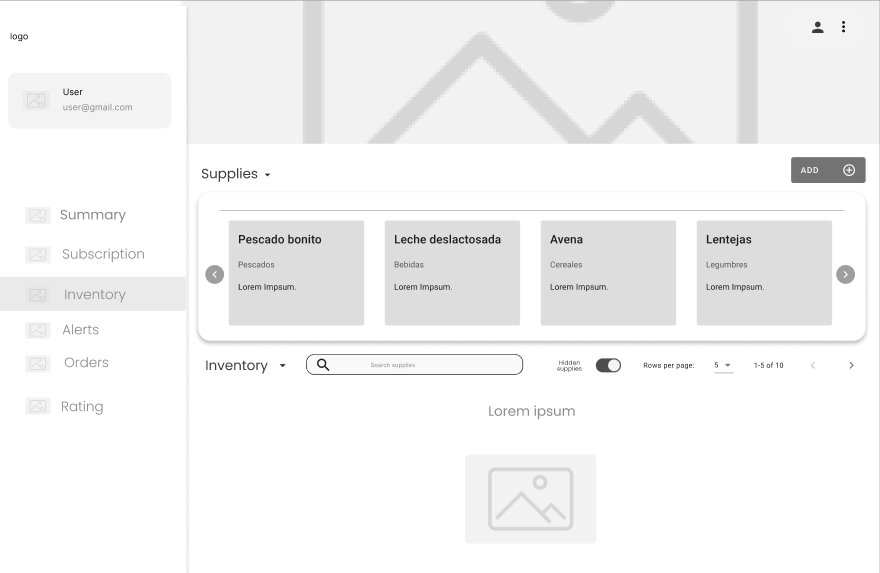 logo
User
user@gmail.com
Summary
Subscription
Inventory
Alerts
Orders
Rating
Supplies
ADD
Pescado bonito
Pescados
Lorem Impsum.
Leche deslactosada
Bebidas
Lorem Impsum.
Avena
Cereales
Lorem Impsum.
Lentejas
Legumbres
Lorem Impsum.
Inventory
Search supplies
Hidden
supplies
Rows per page:
5
1-5 of 10
Lorem ipsum